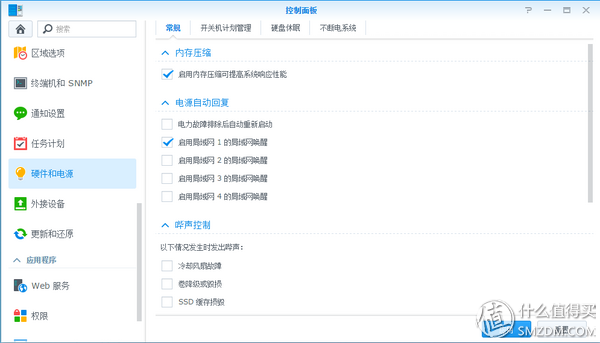 控制面板
搜索
常规
开关机计划管理
硬盘休眠
不断电系统
区域选项
终端机和 SNMP
通知设置
任务计划
硬件和电源
外接设备
更新和还原
应用程序
Web 服务
权限
内存压缩
启用内存压缩可提高系统响应性能
电源自动回复
电力故障排除后自动重新启动
启用局域网 1 的局域网唤醒
启用局域网 2 的局域网唤醒
启用局域网 3 的局域网唤醒
启用局域网 4 的局域网唤醒
哔声控制
以下情况发生时发出哔声:
冷却风扇故障
卷降级或毁损
SSD 缓存损毁
值 什么值得买
SMZDM.COM